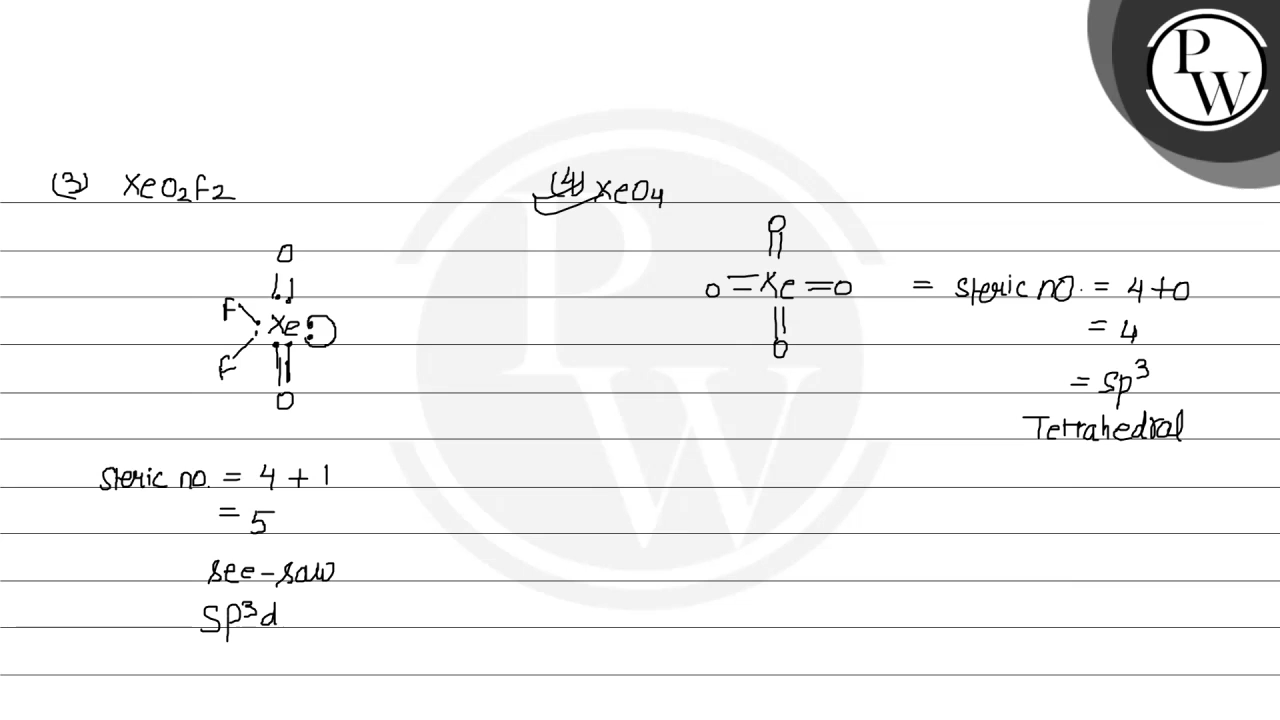 PW
(3) XeO2F2
O
F
Xe
F
O
steric no. = 4 + 1
= 5
see-saw
SP³d
(4) XeO4
O
O = Xe = O
O
= steric no. = 4+0
= 4
= sp³
Tetrahedral
PW